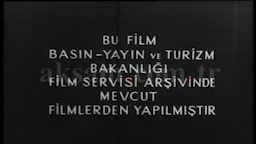 BU FİLM
BASIN-YAYIN VE TURİZM
BAKANLIĞI
FİLM SERVİSİ ARŞİVİNDE
MEVCUT
FİLMLERDEN YAPILMIŞTIR